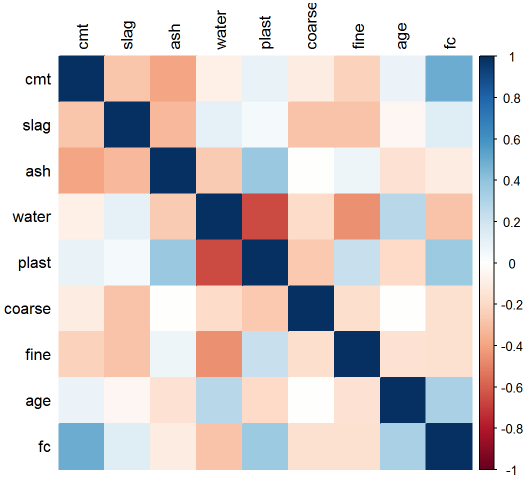 cmt slag ash water plast coarse fine age fc
cmt
slag
ash
water
plast
coarse
fine
age
fc
1
0.8
0.6
0.4
0.2
0
-0.2
-0.4
-0.6
-0.8
-1